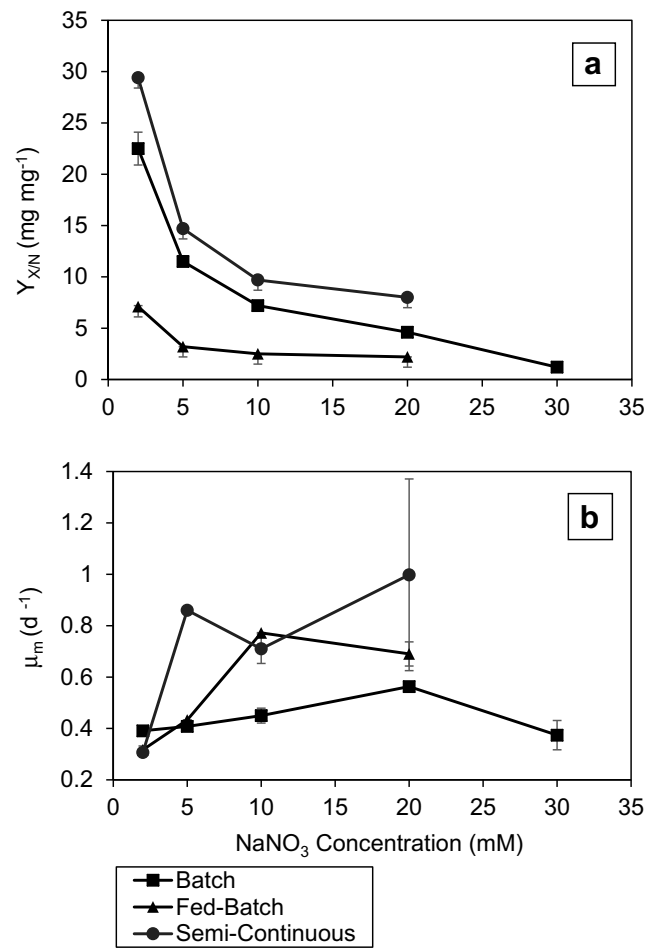 35
30
25
20
15
10
5
0
Y_X/N (mg mg⁻¹)
a
0 5 10 15 20 25 30 35
1.4
1.2
1
0.8
0.6
0.4
0.2
μ_m (d ⁻¹)
b
0 5 10 15 20 25 30 35
NaNO₃ Concentration (mM)
Batch
Fed-Batch
Semi-Continuous